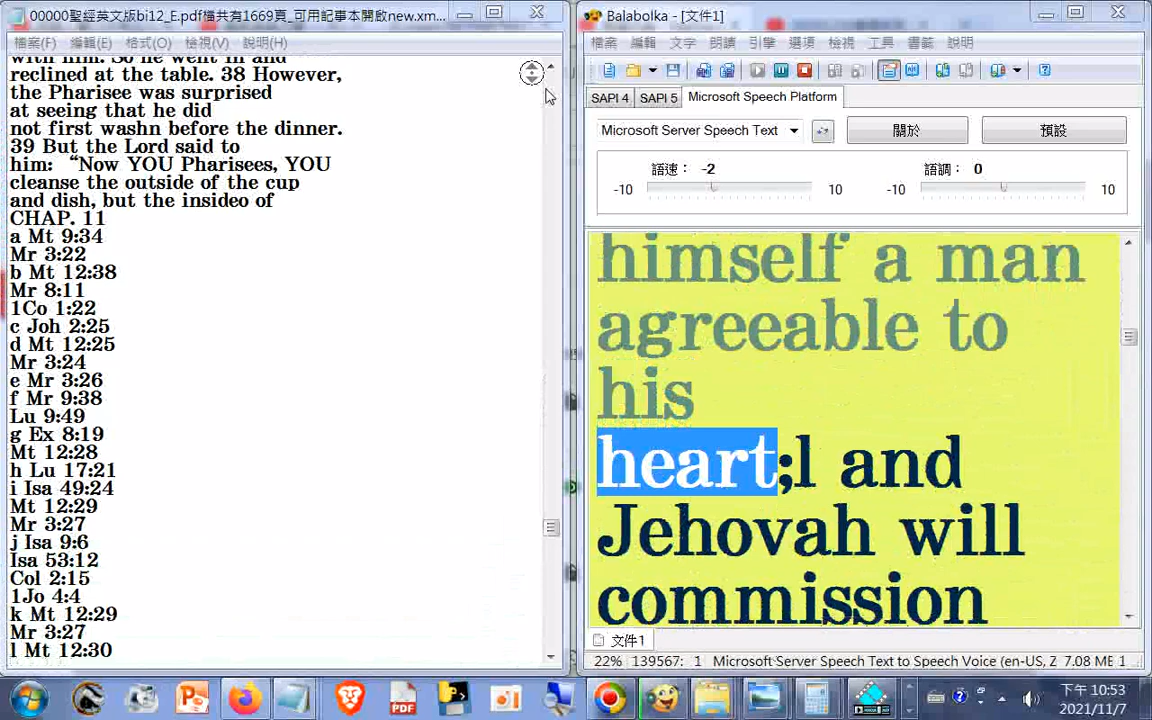 00000聖經英文版bi12_E.pdf檔共有1669頁_可用記事本開啟new.xm...
檔案(F) 編輯(E) 格式(O) 檢視(V) 說明(H)
with him. So he went in and
reclined at the table. 38 However,
the Pharisee was surprised
at seeing that he did
not first washn before the dinner.
39 But the Lord said to
him: “Now YOU Pharisees, YOU
cleanse the outside of the cup
and dish, but the insideo of
CHAP. 11
a Mt 9:34
Mr 3:22
b Mt 12:38
Mr 8:11
1Co 1:22
c Joh 2:25
d Mt 12:25
Mr 3:24
e Mr 3:26
f Mr 9:38
Lu 9:49
g Ex 8:19
Mt 12:28
h Lu 17:21
i Isa 49:24
Mt 12:29
Mr 3:27
j Isa 9:6
Isa 53:12
Col 2:15
1Jo 4:4
k Mt 12:29
Mr 3:27
l Mt 12:30
Balabolka - [文件1]
檔案 編輯 文字 朗讀 引擎 選項 檢視 工具 書籤 說明
SAPI 4 SAPI 5 Microsoft Speech Platform
Microsoft Server Speech Text 關於 預設
語速： -2 語調： 0
-10 10 -10 10
himself a man
agreeable to
his
heart;l and
Jehovah will
commission
文件1
22% 139567: 1 Microsoft Server Speech Text to Speech Voice (en-US, Z 7.08 MB 1
PDF
下午 10:53
2021/11/7